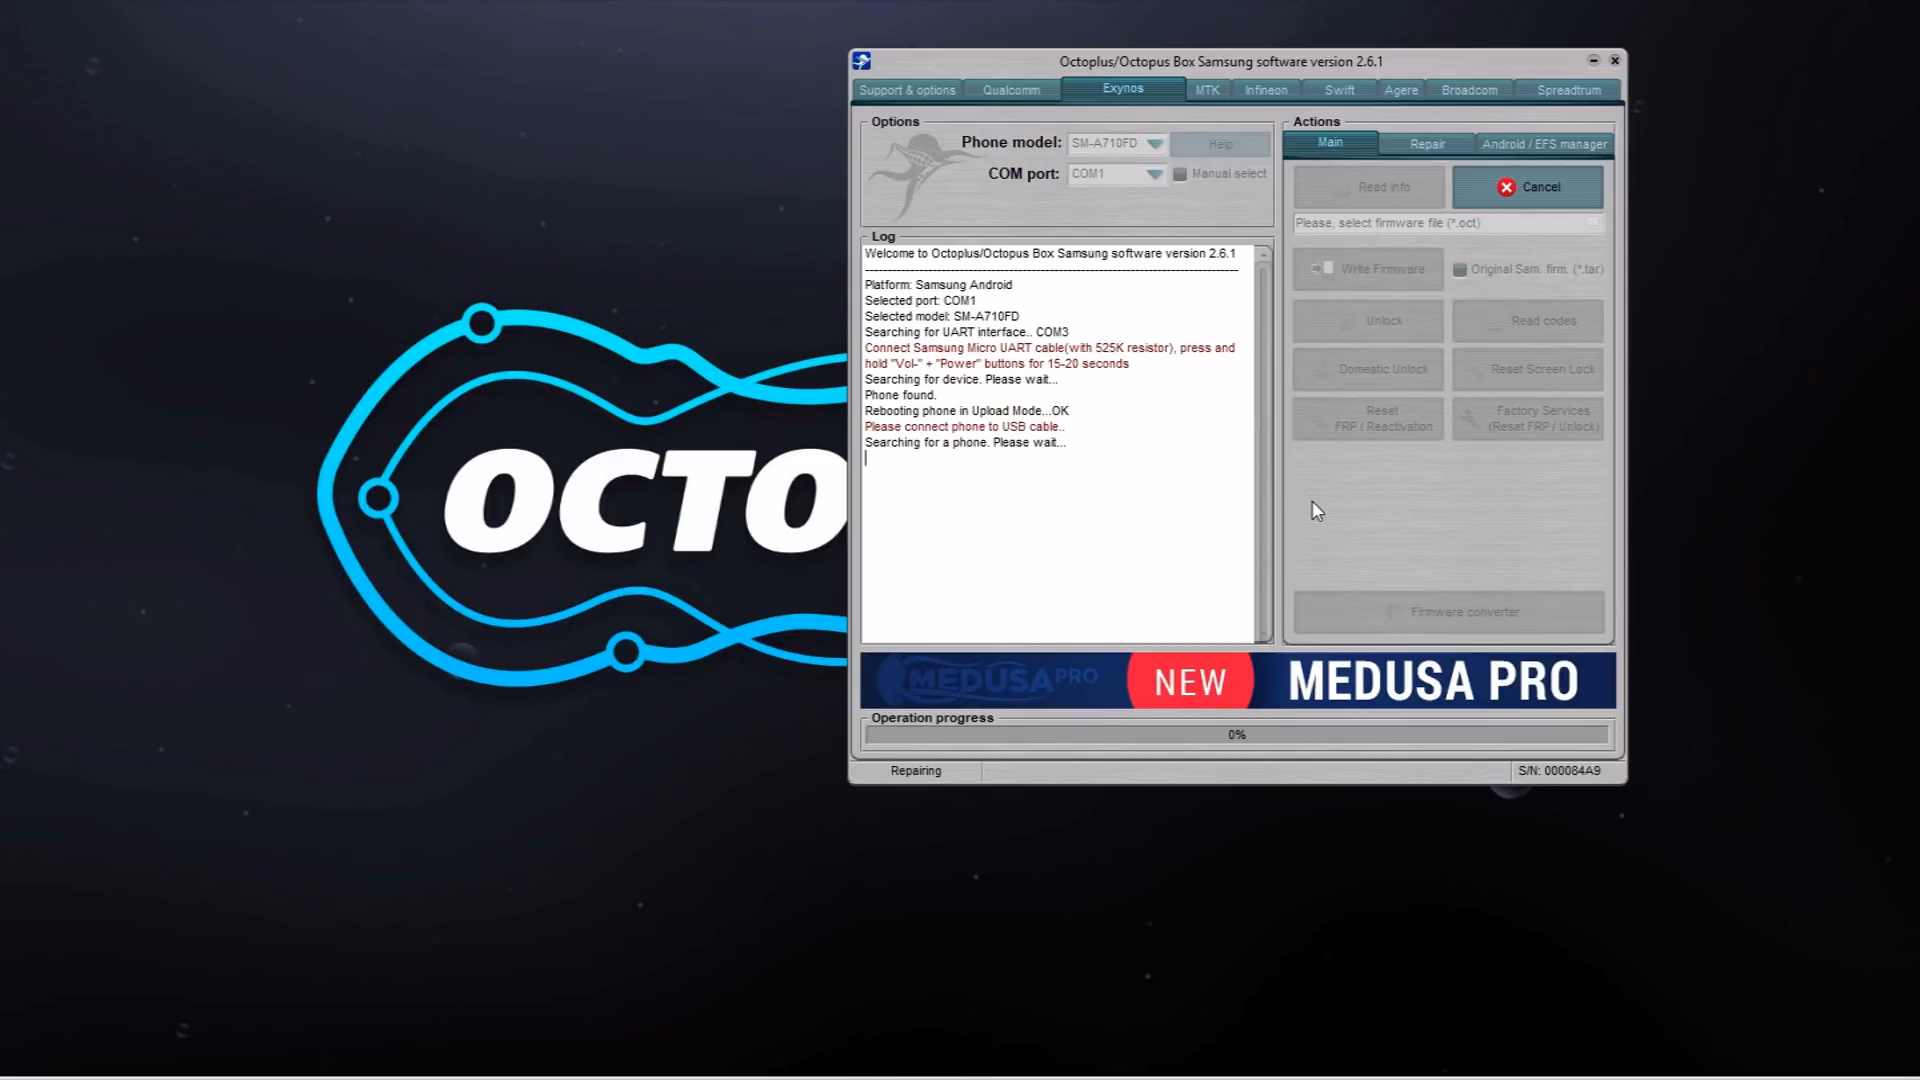 Octoplus/Octopus Box Samsung software version 2.6.1
Support & options Qualcomm Exynos MTK Infineon Swift Agere Broadcom Spreadtrum
Options
Phone model: SM-A710FD Help
COM port: COM1 Manual select
Log
Welcome to Octoplus/Octopus Box Samsung software version 2.6.1
--------------------------------------------------------------------------------
Platform: Samsung Android
Selected port: COM1
Selected model: SM-A710FD
Searching for UART interface.. COM3
Connect Samsung Micro UART cable(with 525K resistor), press and
hold "Vol-" + "Power" buttons for 15-20 seconds
Searching for device. Please wait...
Phone found.
Rebooting phone in Upload Mode...OK
Please connect phone to USB cable..
Searching for a phone. Please wait...
Actions
Main Repair Android / EFS manager
Read info Cancel
Please, select firmware file (*.oct)
Write Firmware Original Sam. firm. (*.tar)
Unlock Read codes
Domestic Unlock Reset Screen Lock
Reset
FRP / Reactivation
Factory Services
(Reset FRP / Unlock)
Firmware converter
MEDUSA PRO NEW MEDUSA PRO
Operation progress
0%
Repairing S/N: 000084A9
OCTO